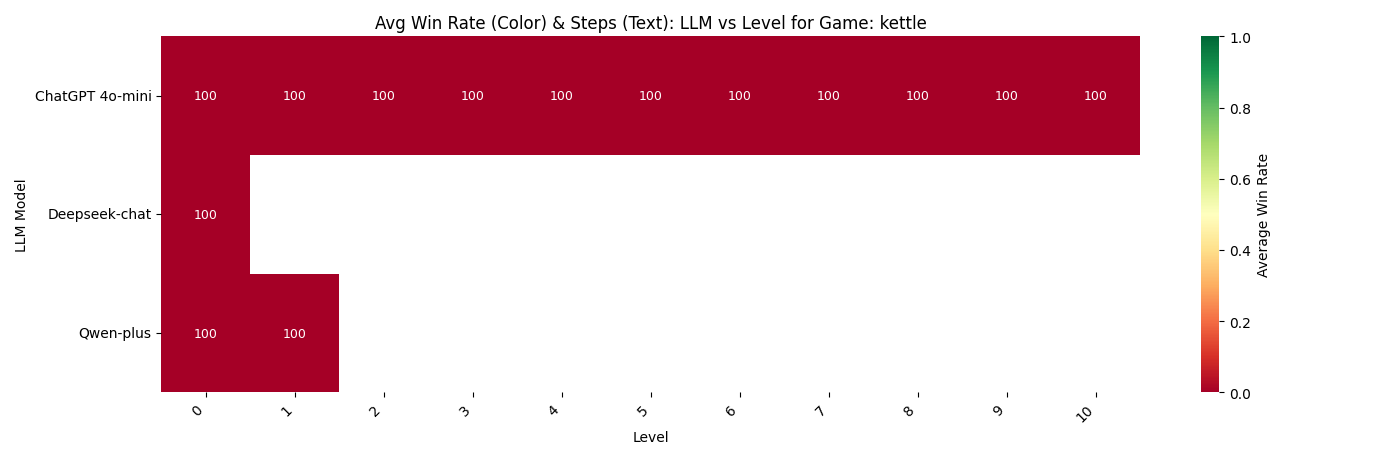 Avg Win Rate (Color) & Steps (Text): LLM vs Level for Game: kettle
LLM Model
ChatGPT 4o-mini
100 100 100 100 100 100 100 100 100 100 100
Deepseek-chat
100
Qwen-plus
100 100
0 1 2 3 4 5 6 7 8 9 10
Level
1.0
0.8
0.6
0.4
0.2
0.0
Average Win Rate